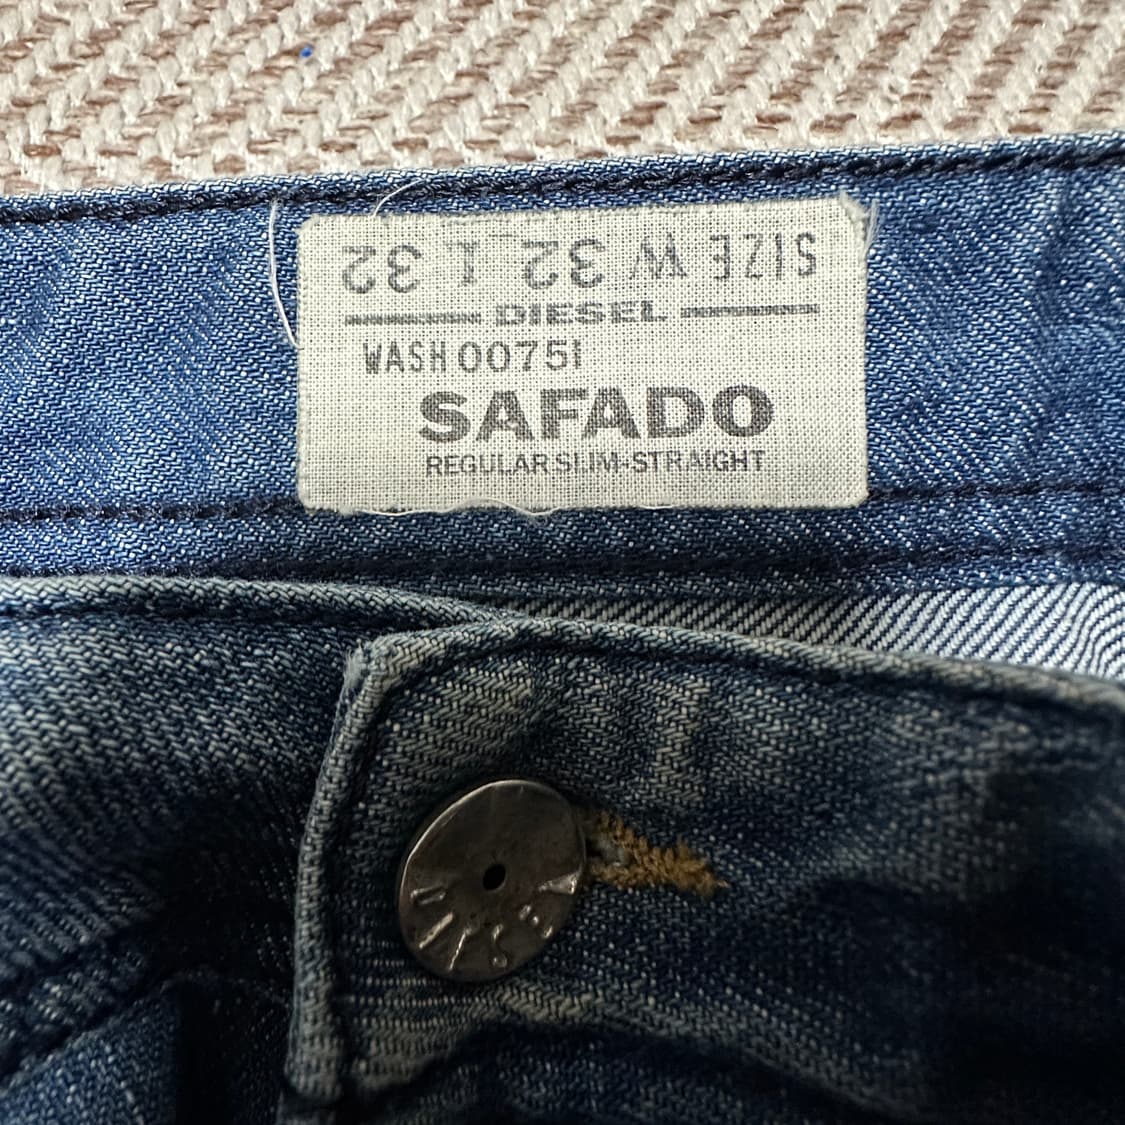 SIZE W 32 L 32
DIESEL
WASH 00751
SAFADO
REGULAR SLIM-STRAIGHT